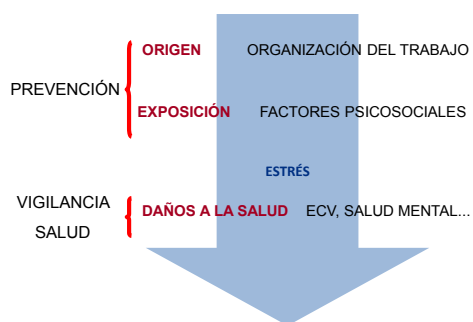 ORIGEN ORGANIZACIÓN DEL TRABAJO
PREVENCIÓN
EXPOSICIÓN FACTORES PSICOSOCIALES
ESTRÉS
VIGILANCIA
SALUD
DAÑOS A LA SALUD ECV, SALUD MENTAL...